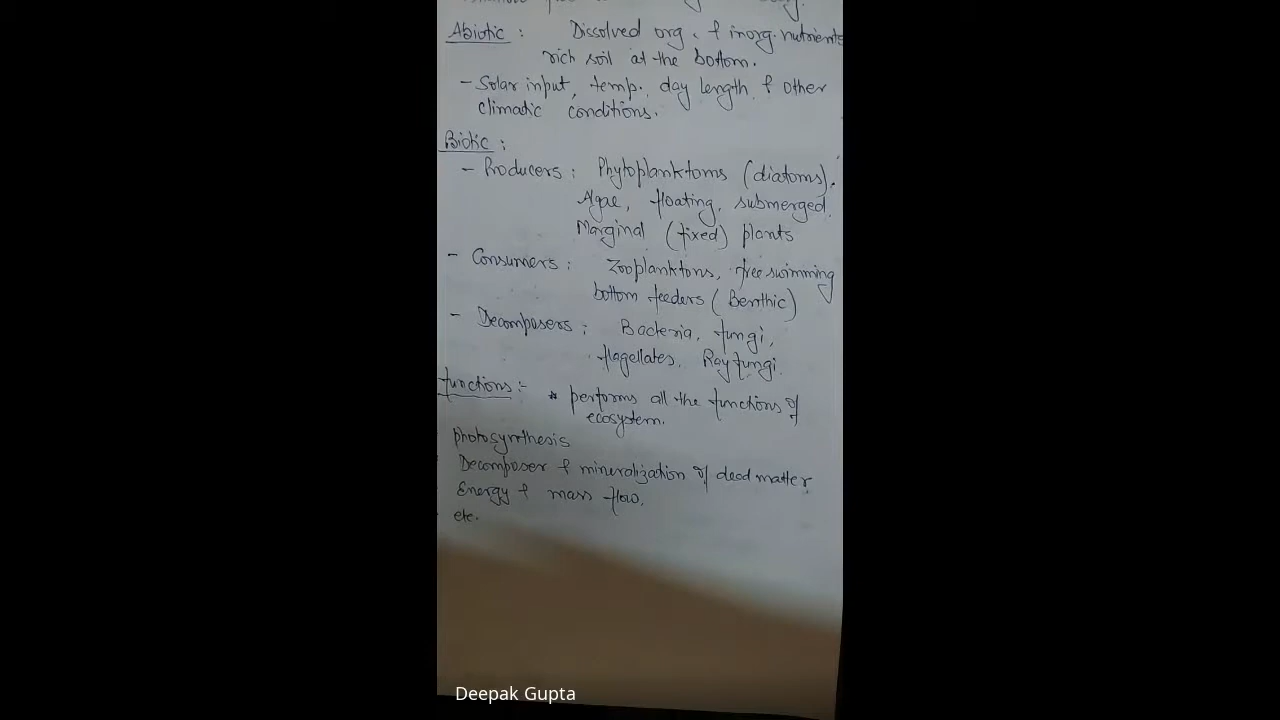 Abiotic : Dissolved org. & inorg. nutrients
rich soil at the bottom.
- Solar input, temp., day length & other
climatic conditions.
Biotic :
- Producers : Phytoplanktoms (diatoms).
Algae, floating, submerged,
Marginal (fixed) plants
- Consumers : Zooplanktons, free swimming
bottom feeders (Benthic)
- Decomposers : Bacteria, fungi,
flagellates, Ray fungi.
functions :- * performs all the functions of
ecosystem.
photosynthesis
Decomposer & mineralization of dead matter
Energy & mass flow.
etc.
Deepak Gupta